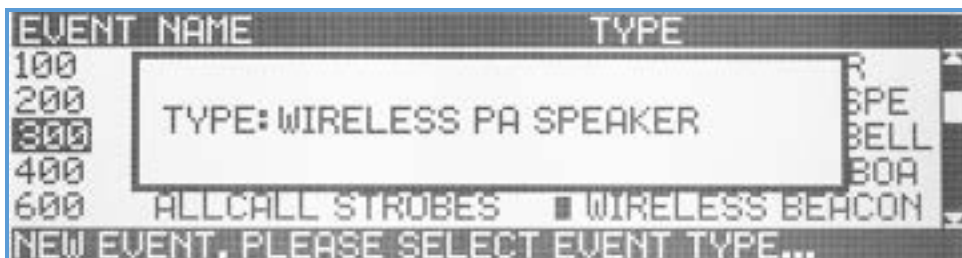 EVENT NAME TYPE
100 R
200 SPE
TYPE:WIRELESS PA SPEAKER
300 BELL
400 BOA
600 ALLCALL STROBES WIRELESS BEACON
NEW EVENT. PLEASE SELECT EVENT TYPE...